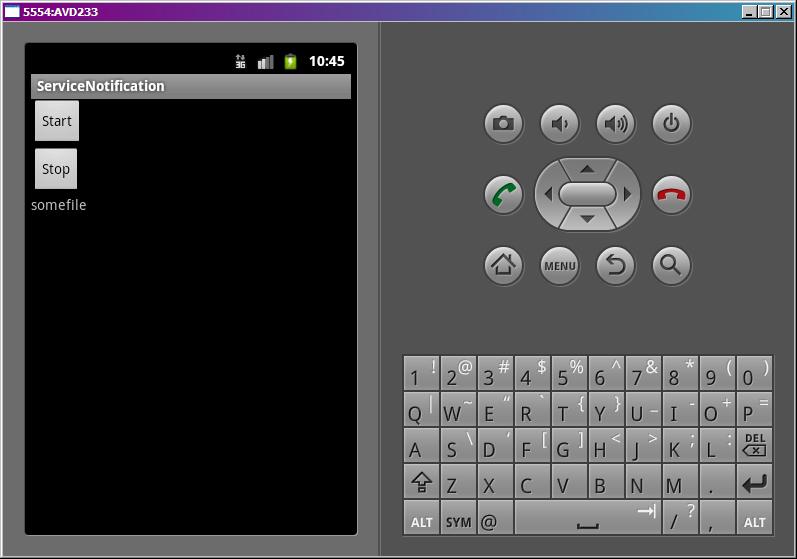 5554:AVD233
3G 10:45
ServiceNotification
Start
Stop
somefile
MENU
1 ! 2 @ 3 # 4 $ 5 % 6 ^ 7 & 8 * 9 ( 0 )
Q | W ~ E “ R ` T { Y } U _ I - O + P =
A S \ D ‘ F [ G ] H < J > K ; L : DEL
Z X C V B N M .
ALT SYM @ / ? , ALT